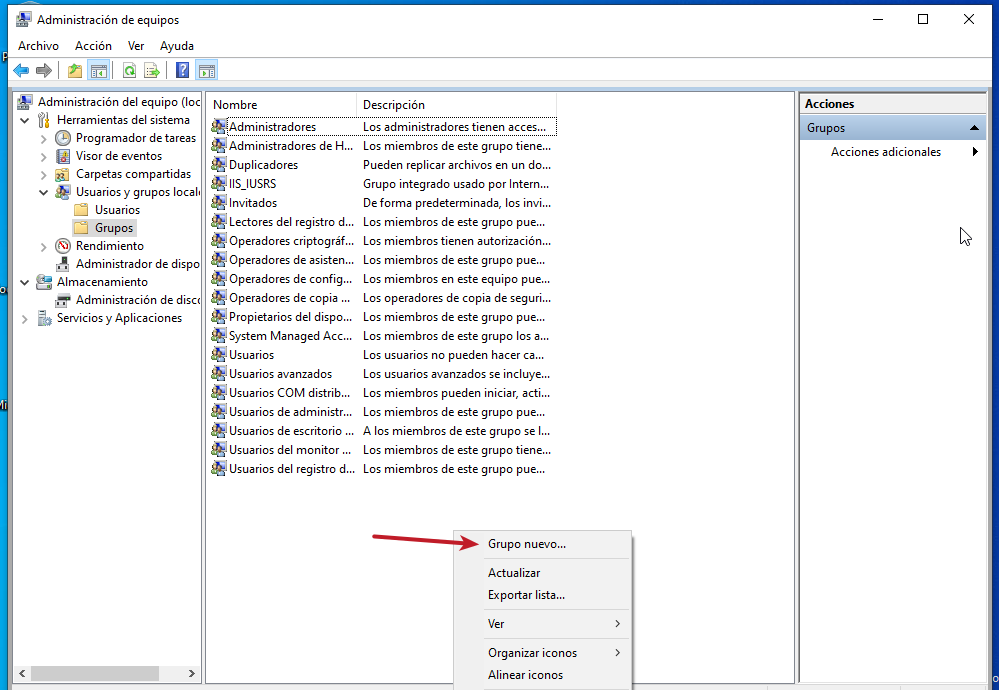 Administración de equipos
Archivo Acción Ver Ayuda
Administración del equipo (loc
Herramientas del sistema
Programador de tareas
Visor de eventos
Carpetas compartidas
Usuarios y grupos locale
Usuarios
Grupos
Rendimiento
Administrador de dispo
Almacenamiento
Administración de disco
Servicios y Aplicaciones
Nombre Descripción
Administradores Los administradores tienen acces...
Administradores de H... Los miembros de este grupo tiene...
Duplicadores Pueden replicar archivos en un do...
IIS_IUSRS Grupo integrado usado por Intern...
Invitados De forma predeterminada, los invi...
Lectores del registro d... Los miembros de este grupo pue...
Operadores criptográf... Los miembros tienen autorización...
Operadores de asisten... Los miembros de este grupo pue...
Operadores de config... Los miembros en este equipo pue...
Operadores de copia ... Los operadores de copia de seguri...
Propietarios del dispo... Los miembros de este grupo pue...
System Managed Acc... Los miembros de este grupo los a...
Usuarios Los usuarios no pueden hacer ca...
Usuarios avanzados Los usuarios avanzados se incluye...
Usuarios COM distrib... Los miembros pueden iniciar, acti...
Usuarios de administr... Los miembros de este grupo pue...
Usuarios de escritorio ... A los miembros de este grupo se l...
Usuarios del monitor ... Los miembros de este grupo tiene...
Usuarios del registro d... Los miembros de este grupo pue...
Grupo nuevo...
Actualizar
Exportar lista...
Ver
Organizar iconos
Alinear iconos
Acciones
Grupos
Acciones adicionales